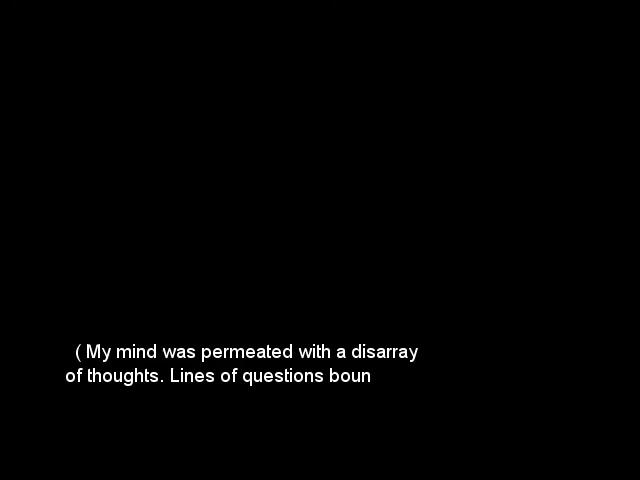 ( My mind was permeated with a disarray
of thoughts. Lines of questions boun